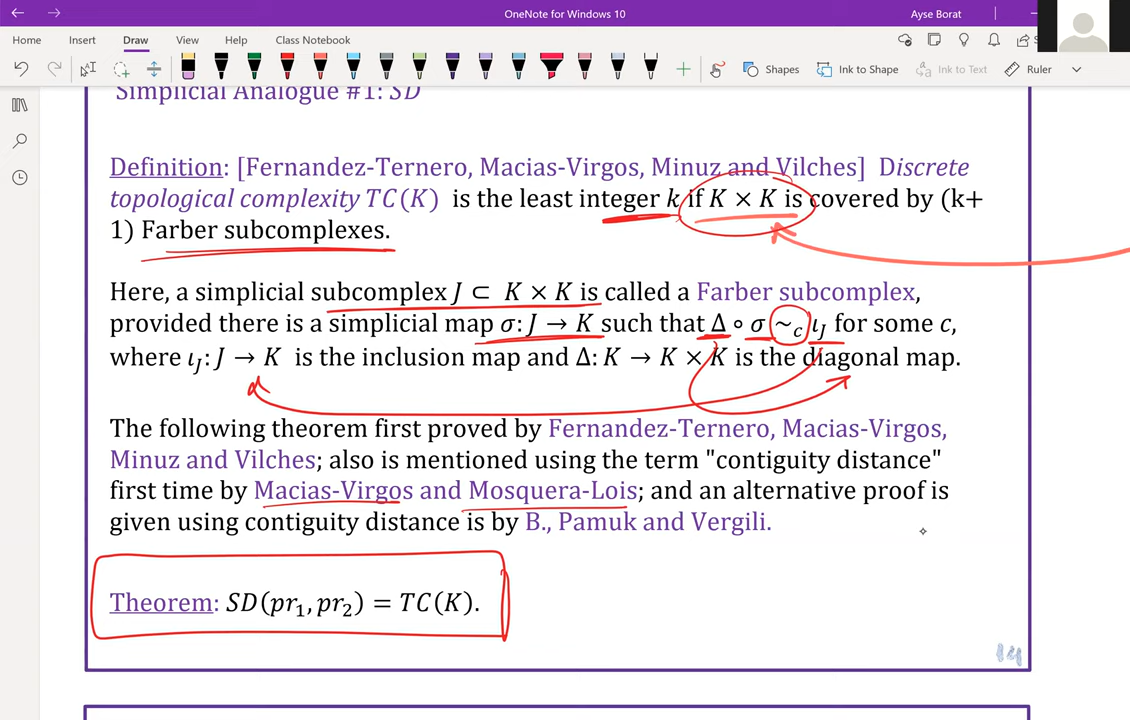 OneNote for Windows 10
Ayse Borat
Home Insert Draw View Help Class Notebook
Shapes Ink to Shape Ink to Text Ruler
Simplicial Analogue #1: SD
Definition: [Fernandez-Ternero, Macias-Virgos, Minuz and Vilches] Discrete
topological complexity TC(K) is the least integer k if K × K is covered by (k+
1) Farber subcomplexes.
Here, a simplicial subcomplex J ⊂ K × K is called a Farber subcomplex,
provided there is a simplicial map σ: J → K such that Δ ∘ σ ~c ιJ for some c,
where ιJ: J → K is the inclusion map and Δ: K → K × K is the diagonal map.
The following theorem first proved by Fernandez-Ternero, Macias-Virgos,
Minuz and Vilches; also is mentioned using the term "contiguity distance"
first time by Macias-Virgos and Mosquera-Lois; and an alternative proof is
given using contiguity distance is by B., Pamuk and Vergili.
Theorem: SD(pr₁, pr₂) = TC(K).
14